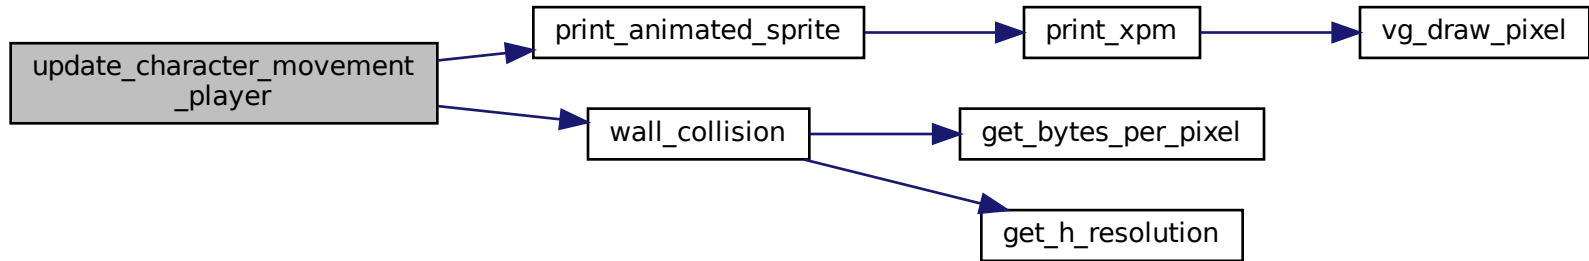 update_character_movement
_player
print_animated_sprite
print_xpm
vg_draw_pixel
wall_collision
get_bytes_per_pixel
get_h_resolution